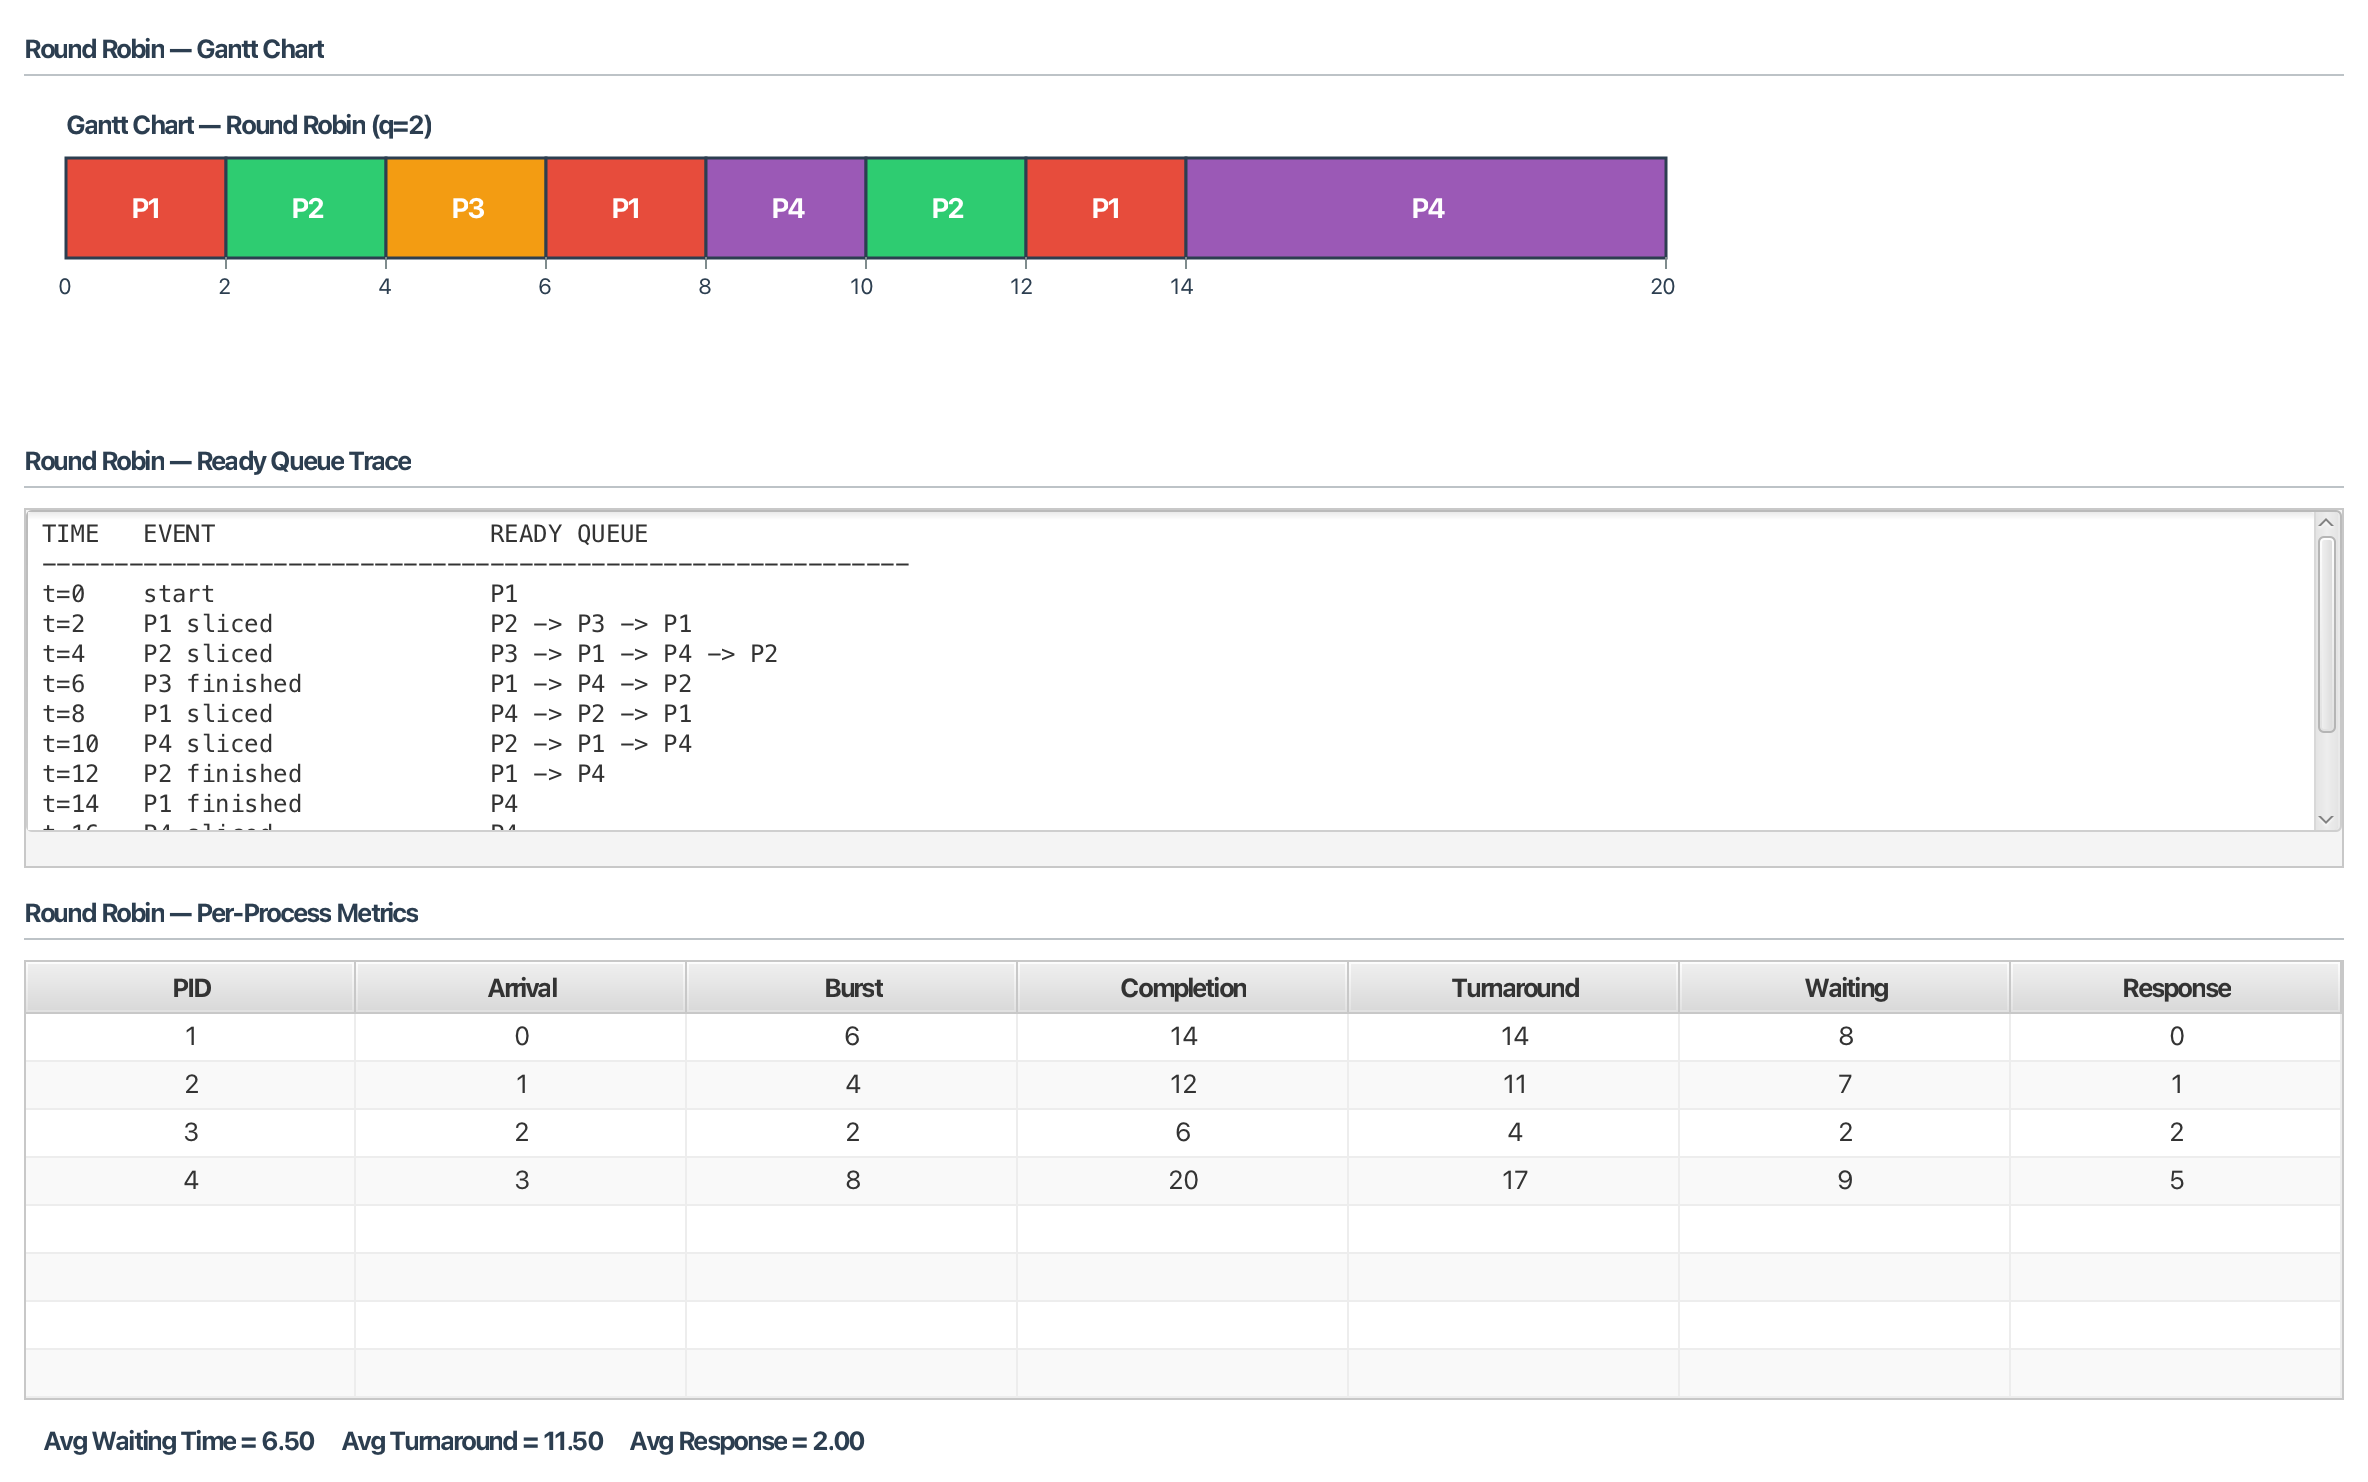 Round Robin — Gantt Chart
Gantt Chart — Round Robin (q=2)
P1 P2 P3 P1 P4 P2 P1 P4
0 2 4 6 8 10 12 14 20
Round Robin — Ready Queue Trace
TIME EVENT READY QUEUE
------------------------------------------------------------
t=0 start P1
t=2 P1 sliced P2 -> P3 -> P1
t=4 P2 sliced P3 -> P1 -> P4 -> P2
t=6 P3 finished P1 -> P4 -> P2
t=8 P1 sliced P4 -> P2 -> P1
t=10 P4 sliced P2 -> P1 -> P4
t=12 P2 finished P1 -> P4
t=14 P1 finished P4
t=16 P4 sliced P4
Round Robin — Per-Process Metrics
PID Arrival Burst Completion Turnaround Waiting Response
1 0 6 14 14 8 0
2 1 4 12 11 7 1
3 2 2 6 4 2 2
4 3 8 20 17 9 5
Avg Waiting Time = 6.50 Avg Turnaround = 11.50 Avg Response = 2.00